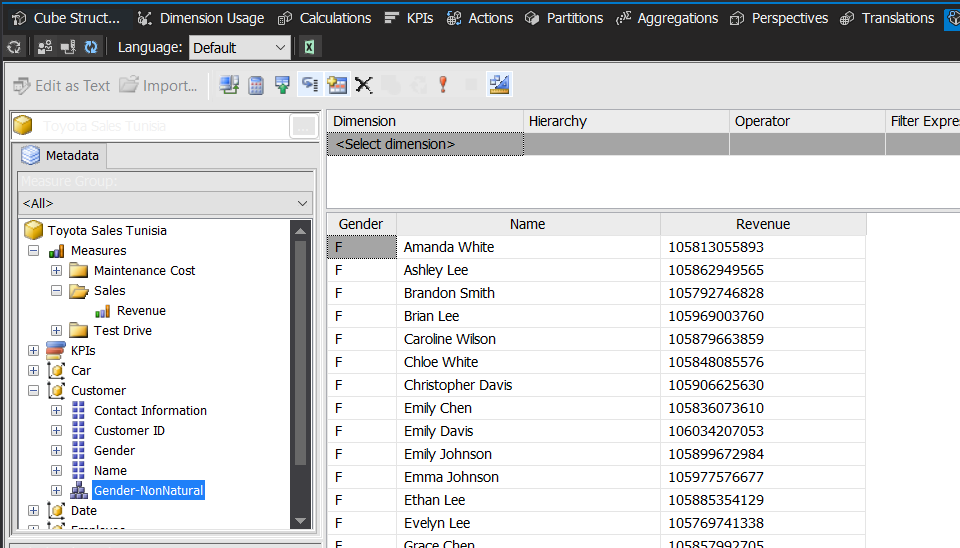 Cube Struct... Dimension Usage Calculations KPIs Actions Partitions Aggregations Perspectives Translations
Language: Default
Edit as Text Import...
Toyota Sales Tunisia ...
Metadata
Measure Group:
<All>
Toyota Sales Tunisia
Measures
Maintenance Cost
Sales
Revenue
Test Drive
KPIs
Car
Customer
Contact Information
Customer ID
Gender
Name
Gender-NonNatural
Date
Employee
Dimension Hierarchy Operator Filter Expre
<Select dimension>
Gender Name Revenue
F Amanda White 105813055893
F Ashley Lee 105862949565
F Brandon Smith 105792746828
F Brian Lee 105969003760
F Caroline Wilson 105879663859
F Chloe White 105848085576
F Christopher Davis 105906625630
F Emily Chen 105836073610
F Emily Davis 106034207053
F Emily Johnson 105899672984
F Emma Johnson 105977576677
F Ethan Lee 105885354129
F Evelyn Lee 105769741338
F Grace Chen 105857992705